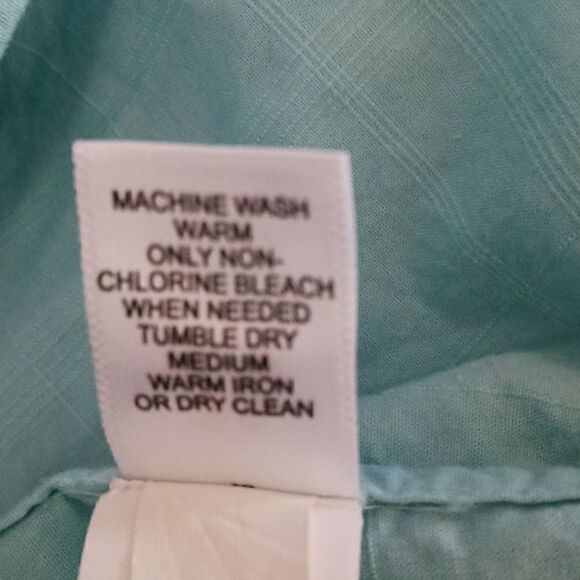 MACHINE WASH
WARM
ONLY NON-
CHLORINE BLEACH
WHEN NEEDED
TUMBLE DRY
MEDIUM
WARM IRON
OR DRY CLEAN